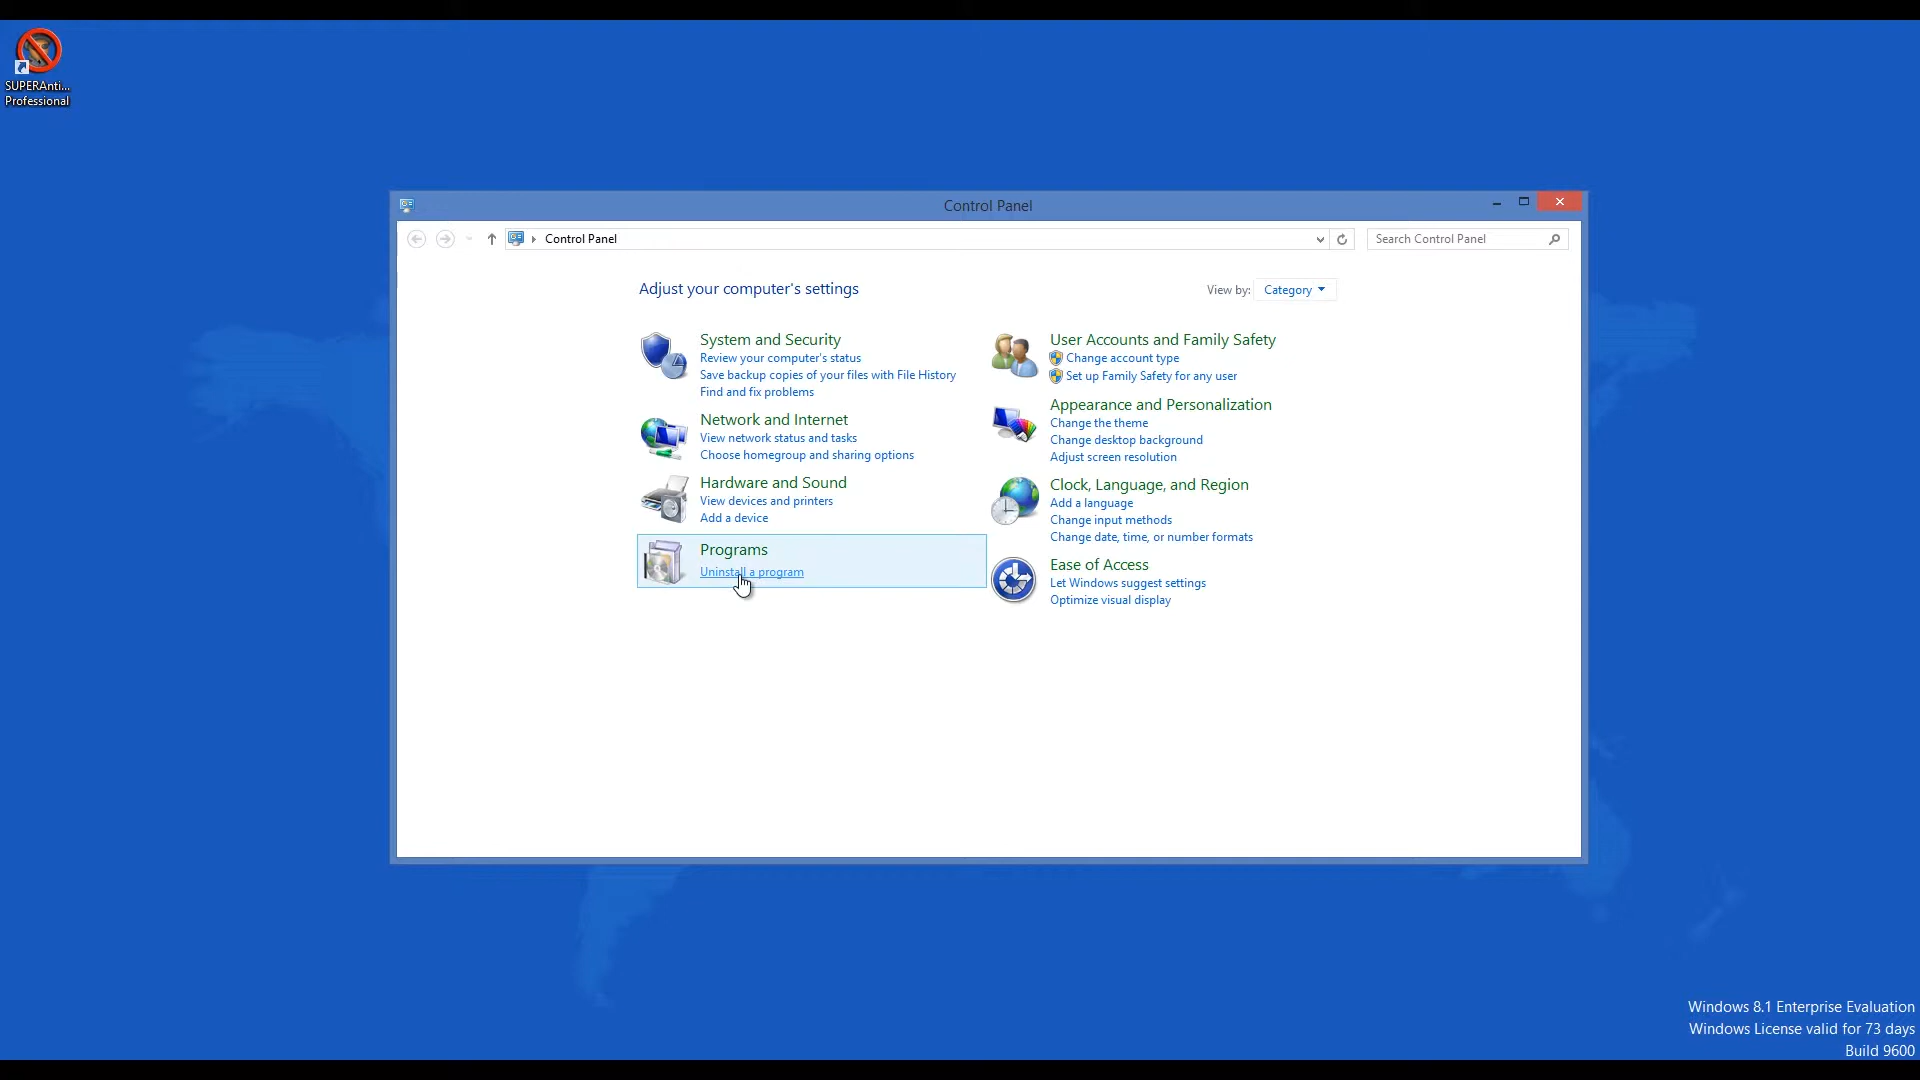 SUPERAnti...
Professional
Control Panel
Control Panel
Search Control Panel
Adjust your computer's settings
View by: Category
System and Security
Review your computer's status
Save backup copies of your files with File History
Find and fix problems
Network and Internet
View network status and tasks
Choose homegroup and sharing options
Hardware and Sound
View devices and printers
Add a device
Programs
Uninstall a program
User Accounts and Family Safety
Change account type
Set up Family Safety for any user
Appearance and Personalization
Change the theme
Change desktop background
Adjust screen resolution
Clock, Language, and Region
Add a language
Change input methods
Change date, time, or number formats
Ease of Access
Let Windows suggest settings
Optimize visual display
Windows 8.1 Enterprise Evaluation
Windows License valid for 73 days
Build 9600